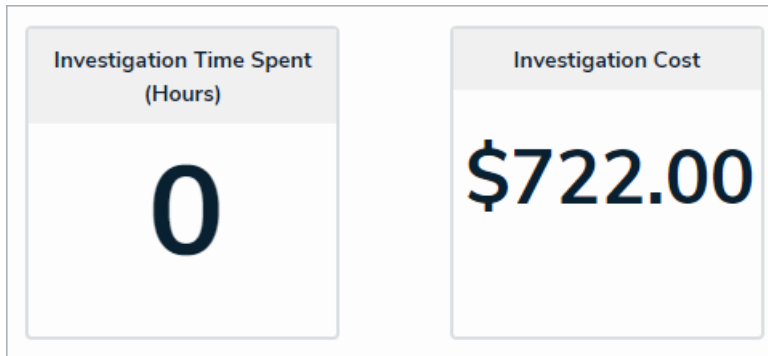 Investigation Time Spent
(Hours)
0
Investigation Cost
$722.00